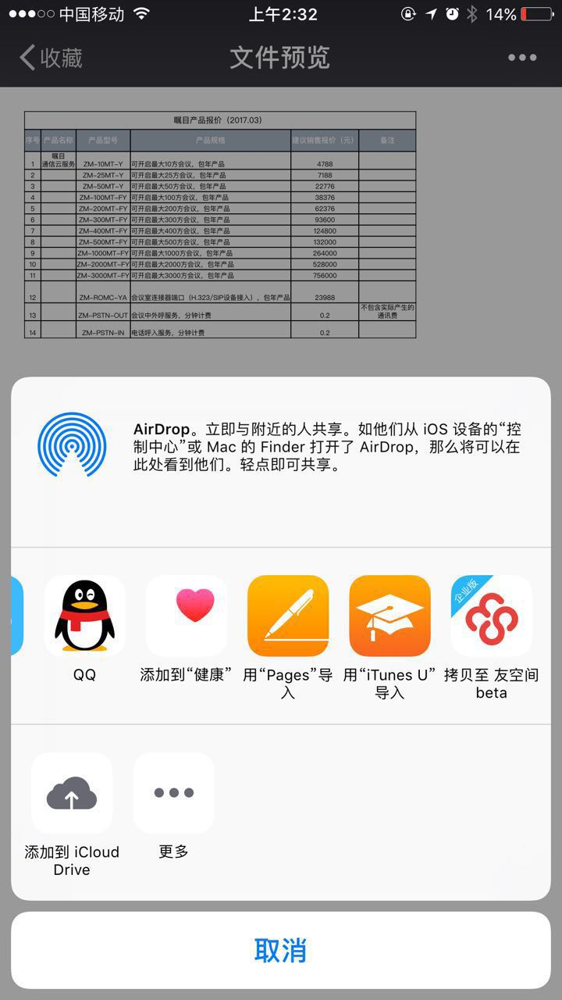 中国移动 上午2:32 14%
收藏 文件预览
瞩目产品报价（2017.03）
序号 产品名称 产品型号 产品规格 建议销售报价（元） 备注
1 瞩目通信云服务 ZM-10MT-Y 可开启最大10方会议，包年产品 4788
2 ZM-25MT-Y 可开启最大25方会议，包年产品 7188
3 ZM-50MT-Y 可开启最大50方会议，包年产品 22776
4 ZM-100MT-FY 可开启最大100方会议，包年产品 38376
5 ZM-200MT-FY 可开启最大200方会议，包年产品 62376
6 ZM-300MT-FY 可开启最大300方会议，包年产品 93600
7 ZM-400MT-FY 可开启最大400方会议，包年产品 124800
8 ZM-500MT-FY 可开启最大500方会议，包年产品 132000
9 ZM-1000MT-FY 可开启最大1000方会议，包年产品 264000
10 ZM-2000MT-FY 可开启最大2000方会议，包年产品 528000
11 ZM-3000MT-FY 可开启最大3000方会议，包年产品 756000
12 ZM-ROMC-YA 会议室连接器端口（H.323/SIP设备接入），包年产品 23988
13 ZM-PSTN-OUT 会议中外呼服务，分钟计费 0.2 不包含实际产生的通讯费
14 ZM-PSTN-IN 电话呼入服务，分钟计费 0.2
AirDrop。立即与附近的人共享。如他们从 iOS 设备的“控
制中心”或 Mac 的 Finder 打开了 AirDrop，那么将可以在
此处看到他们。轻点即可共享。
企业版
QQ 添加到“健康” 用“Pages”导入 用“iTunes U”导入 拷贝至 友空间 beta
添加到 iCloud Drive 更多
取消